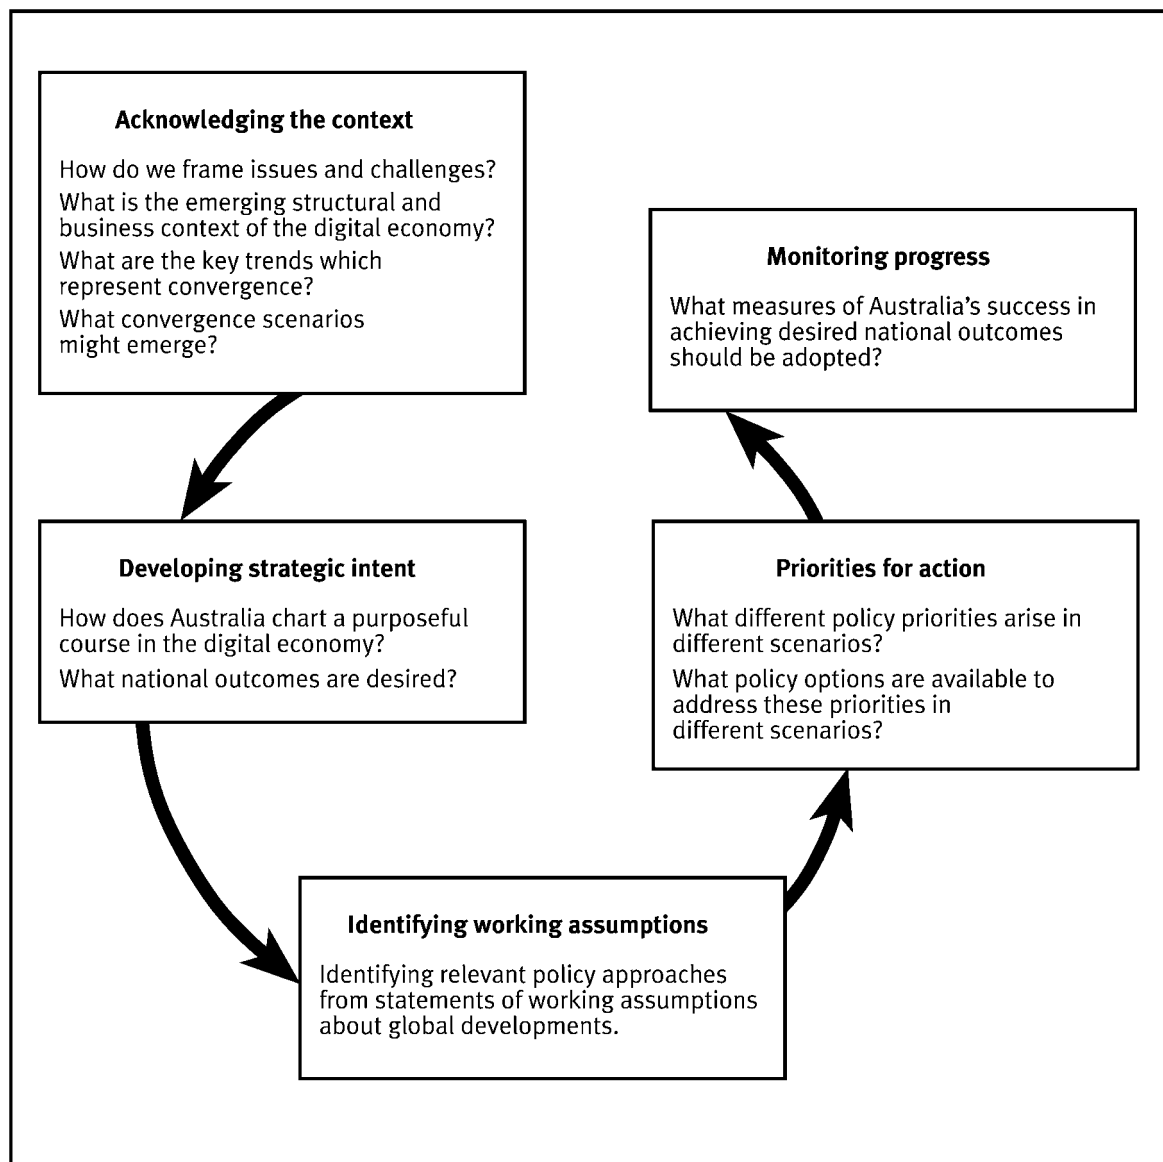 Acknowledging the context
How do we frame issues and challenges?
What is the emerging structural and
business context of the digital economy?
What are the key trends which
represent convergence?
What convergence scenarios
might emerge?
Developing strategic intent
How does Australia chart a purposeful
course in the digital economy?
What national outcomes are desired?
Identifying working assumptions
Identifying relevant policy approaches
from statements of working assumptions
about global developments.
Priorities for action
What different policy priorities arise in
different scenarios?
What policy options are available to
address these priorities in
different scenarios?
Monitoring progress
What measures of Australia’s success in
achieving desired national outcomes
should be adopted?